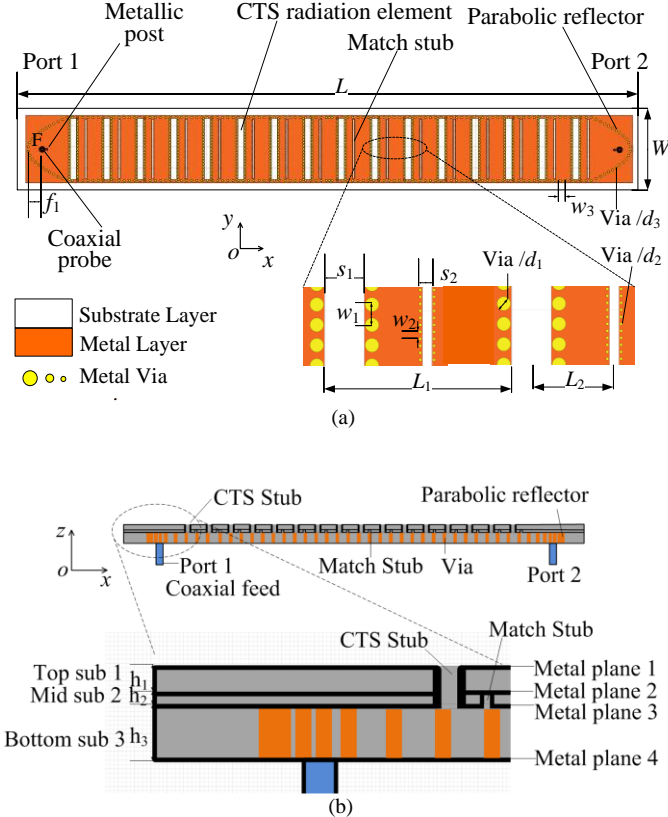 Metallic post
CTS radiation element
Parabolic reflector
Port 1
Match stub
Port 2
L
F
W
f1
w3
Via /d3
Coaxial probe
y
o
x
s1
s2
Via /d1
Via /d2
w1
w2
L1
L2
Substrate Layer
Metal Layer
Metal Via
(a)
CTS Stub
Parabolic reflector
z
o
x
Port 1
Coaxial feed
Match Stub
Via
Port 2
CTS Stub
Match Stub
Top sub 1
h1
Mid sub 2
h2
Bottom sub 3
h3
Metal plane 1
Metal plane 2
Metal plane 3
Metal plane 4
(b)